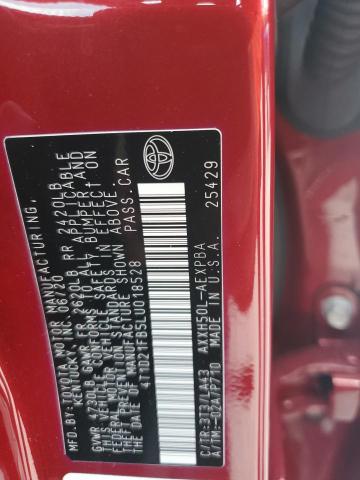 MFD. BY: TOYOTA MOTOR MANUFACTURING,
KENTUCKY, INC. 06/20
GVWR 4730LB GAWR FR 2620LB RR 2420LB
THIS VEHICLE CONFORMS TO ALL APPLICABLE
FEDERAL MOTOR VEHICLE SAFETY, BUMPER, AND
THEFT PREVENTION STANDARDS IN EFFECT ON
THE DATE OF MANUFACTURE SHOWN ABOVE.
4T1D21FB5LU018528 PASS.CAR
C/TR:3T3/LA43 AXXH50L-AEXPBA
A/TM:-02A/P710 MADE IN U.S.A. 25429